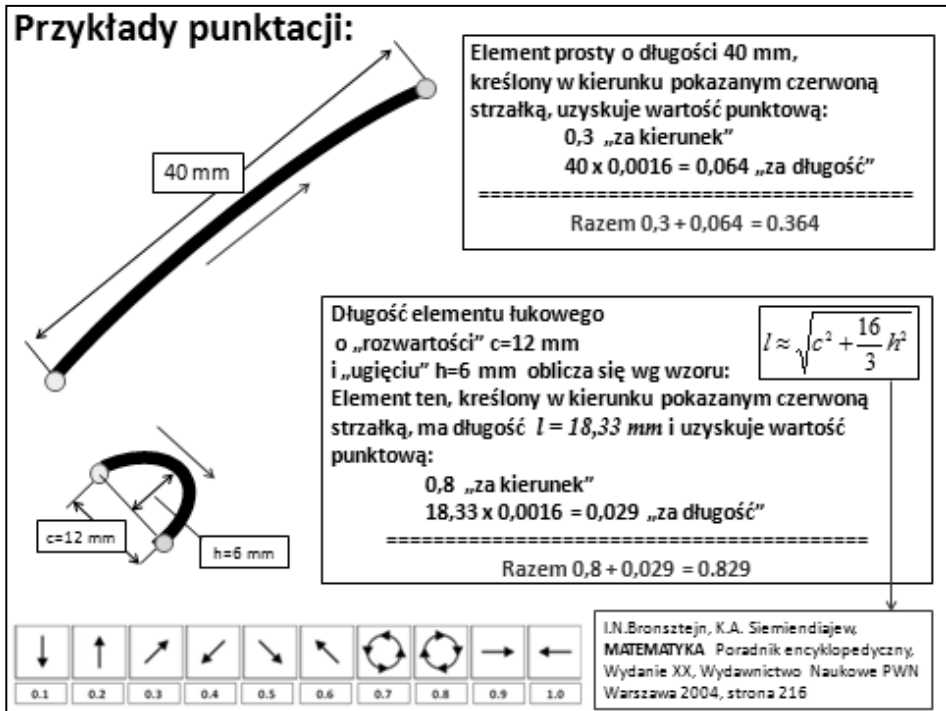 Przykłady punktacji:
Element prosty o długości 40 mm,
kreślony w kierunku pokazanym czerwoną
strzałką, uzyskuje wartość punktową:
0,3 „za kierunek”
40 x 0,0016 = 0,064 „za długość”
=========================================
Razem 0,3 + 0,064 = 0.364
40 mm
Długość elementu łukowego
o „rozwartości” c=12 mm
i „ugięciu” h=6 mm oblicza się wg wzoru:
l ≈ √(c² + 16/3 h²)
Element ten, kreślony w kierunku pokazanym czerwoną
strzałką, ma długość l = 18,33 mm i uzyskuje wartość
punktową:
0,8 „za kierunek”
18,33 x 0,0016 = 0,029 „za długość”
=============================================
Razem 0,8 + 0,029 = 0.829
c=12 mm
h=6 mm
0.1 0.2 0.3 0.4 0.5 0.6 0.7 0.8 0.9 1.0
I.N.Bronsztejn, K.A. Siemiendiajew,
MATEMATYKA Poradnik encyklopedyczny,
Wydanie XX, Wydawnictwo Naukowe PWN
Warszawa 2004, strona 216